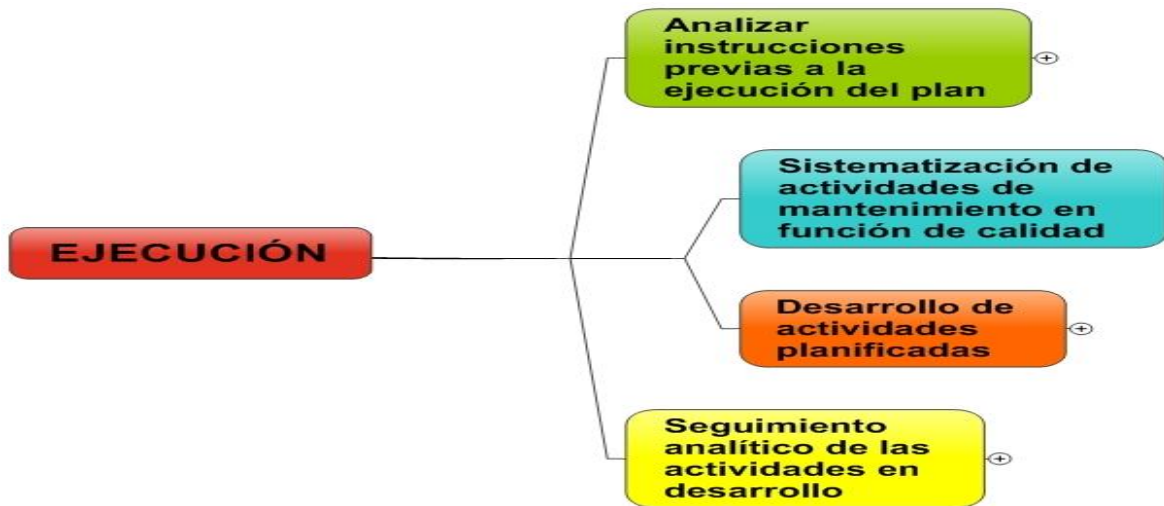 Analizar
instrucciones
previas a la
ejecución del plan
Sistematización de
actividades de
mantenimiento en
función de calidad
EJECUCIÓN
Desarrollo de
actividades
planificadas
Seguimiento
analítico de las
actividades en
desarrollo